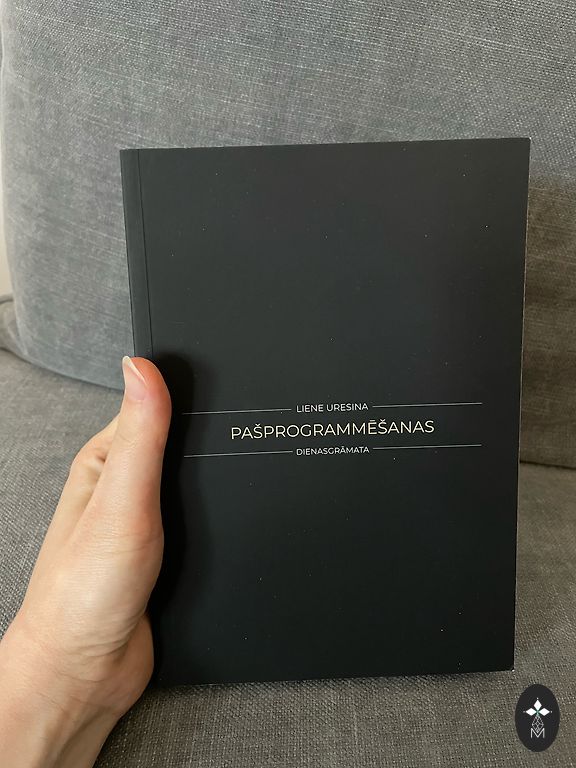 LIENE URESINA
PAŠPROGRAMMĒŠANAS
DIENASGRĀMATA